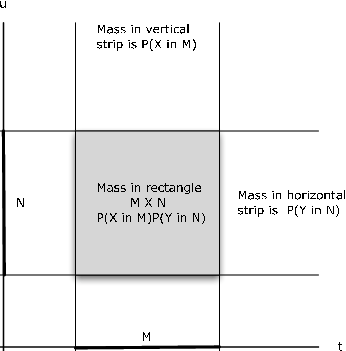 u
Mass in vertical
strip is P(X in M)
Mass in rectangle
M X N
P(X in M)P(Y in N)
N
Mass in horizontal
strip is P(Y in N)
M
t